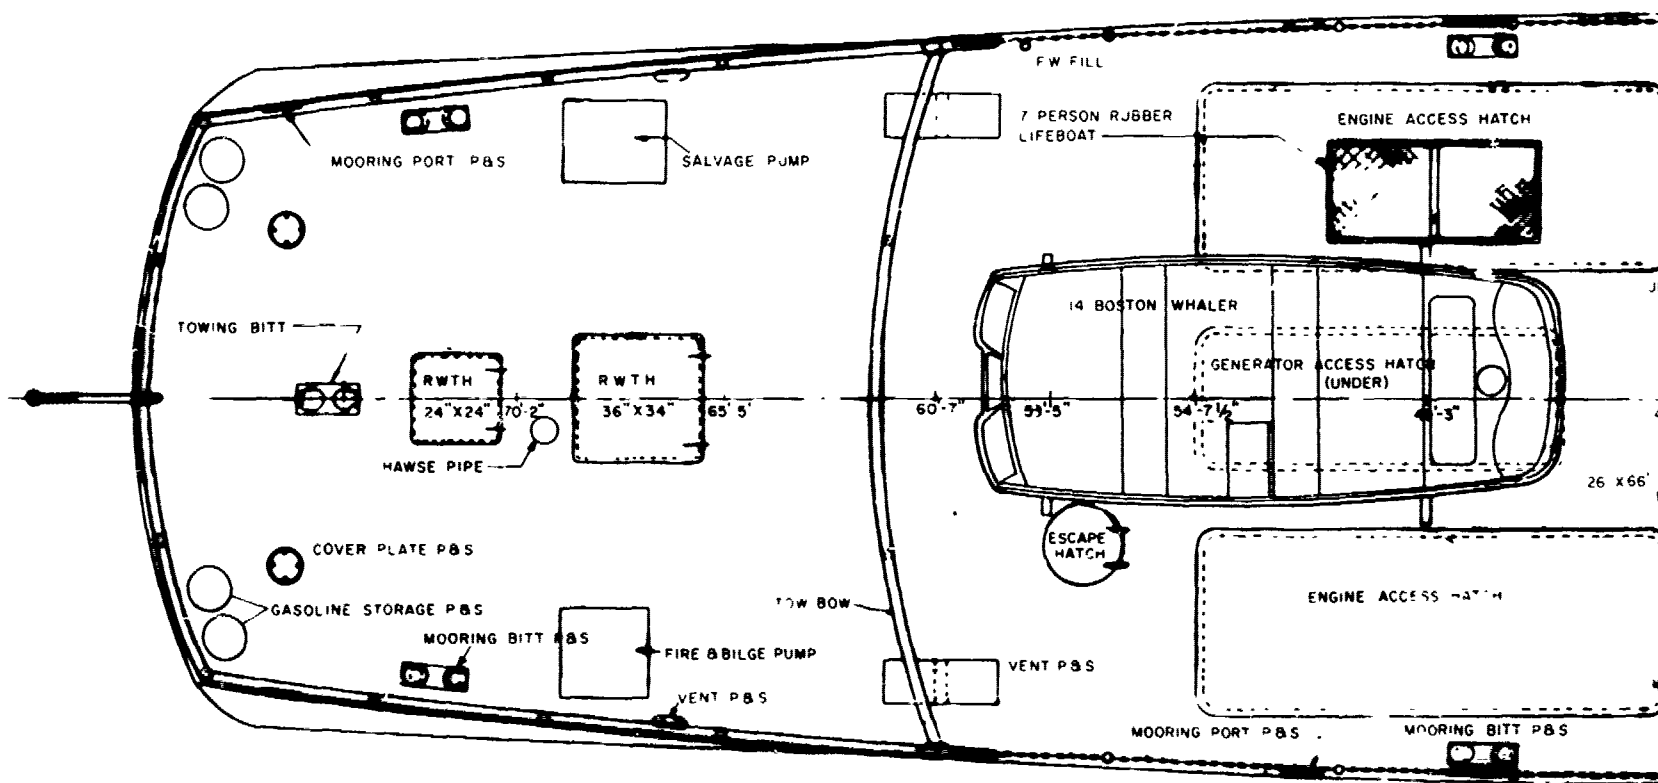 FW FILL
7 PERSON RUBBER
LIFEBOAT
ENGINE ACCESS HATCH
MOORING PORT P&S
SALVAGE PUMP
14 BOSTON WHALER
TOWING BITT
GENERATOR ACCESS HATCH
(UNDER)
RWTH
24"X24"
70'-2"
RWTH
36"X34"
65'5'
60'-7"
54'-7½"
HAWSE PIPE
26 X66'
ESCAPE
HATCH
COVER PLATE P&S
GASOLINE STORAGE P&S
TOW BOW
ENGINE ACCESS HATCH
MOORING BITT P&S
FIRE & BILGE PUMP
VENT P&S
VENT P&S
MOORING PORT P&S
MOORING BITT P&S